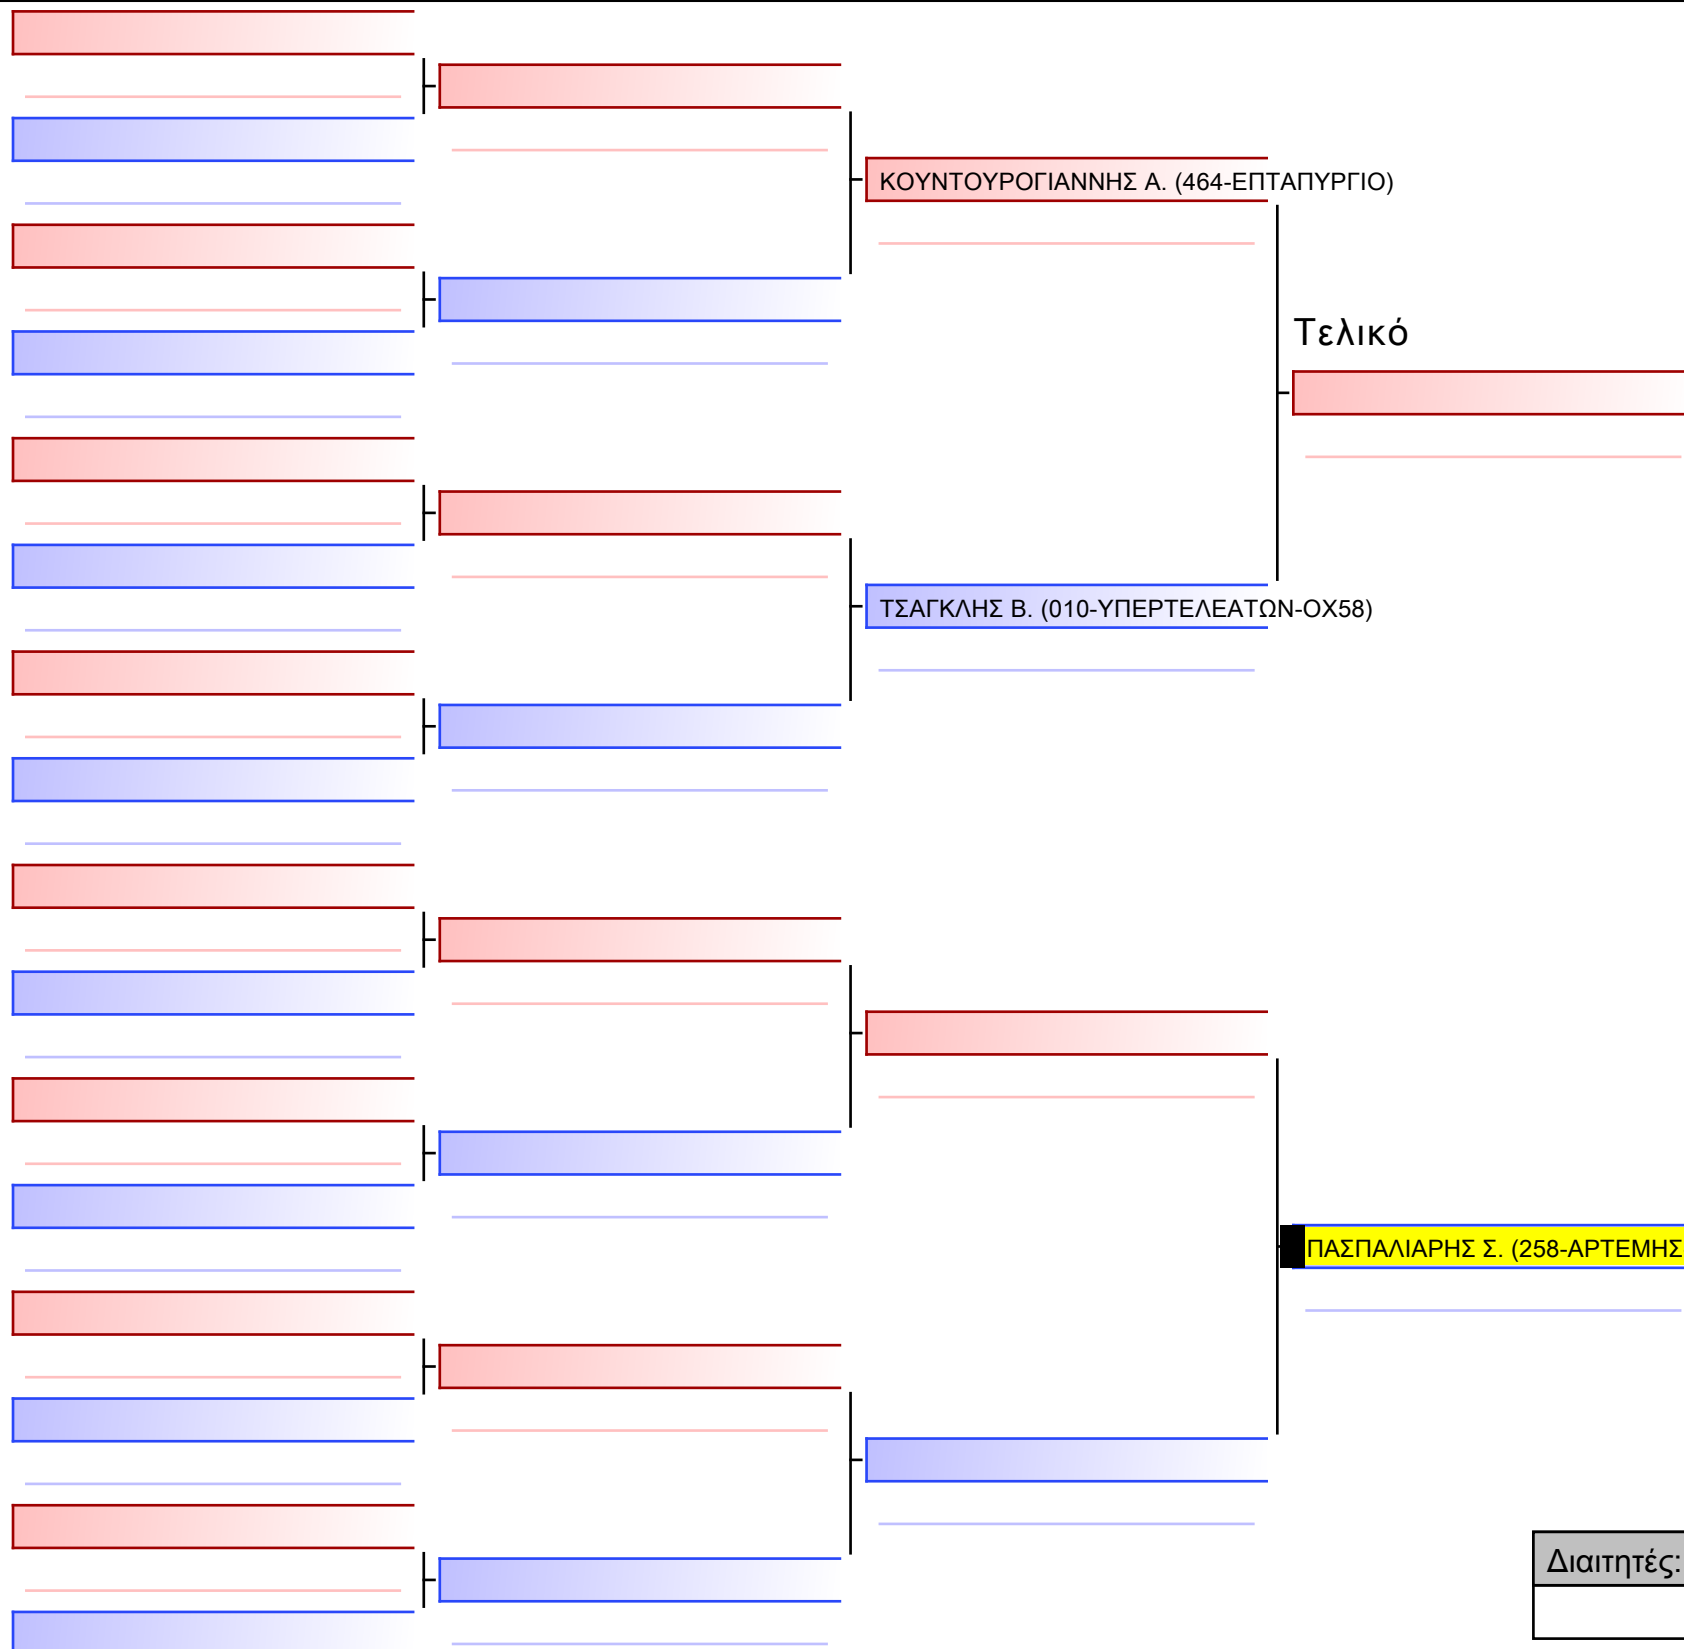 ΚΟΥΝΤΟΥΡΟΓΙΑΝΝΗΣ Α. (464-ΕΠΤΑΠΥΡΓΙΟ)
Τελικό
ΤΣΑΓΚΛΗΣ Β. (010-ΥΠΕΡΤΕΛΕΑΤΩΝ-ΟΧ58)
ΠΑΣΠΑΛΙΑΡΗΣ Σ. (258-ΑΡΤΕΜΗΣ
Διαιτητές: